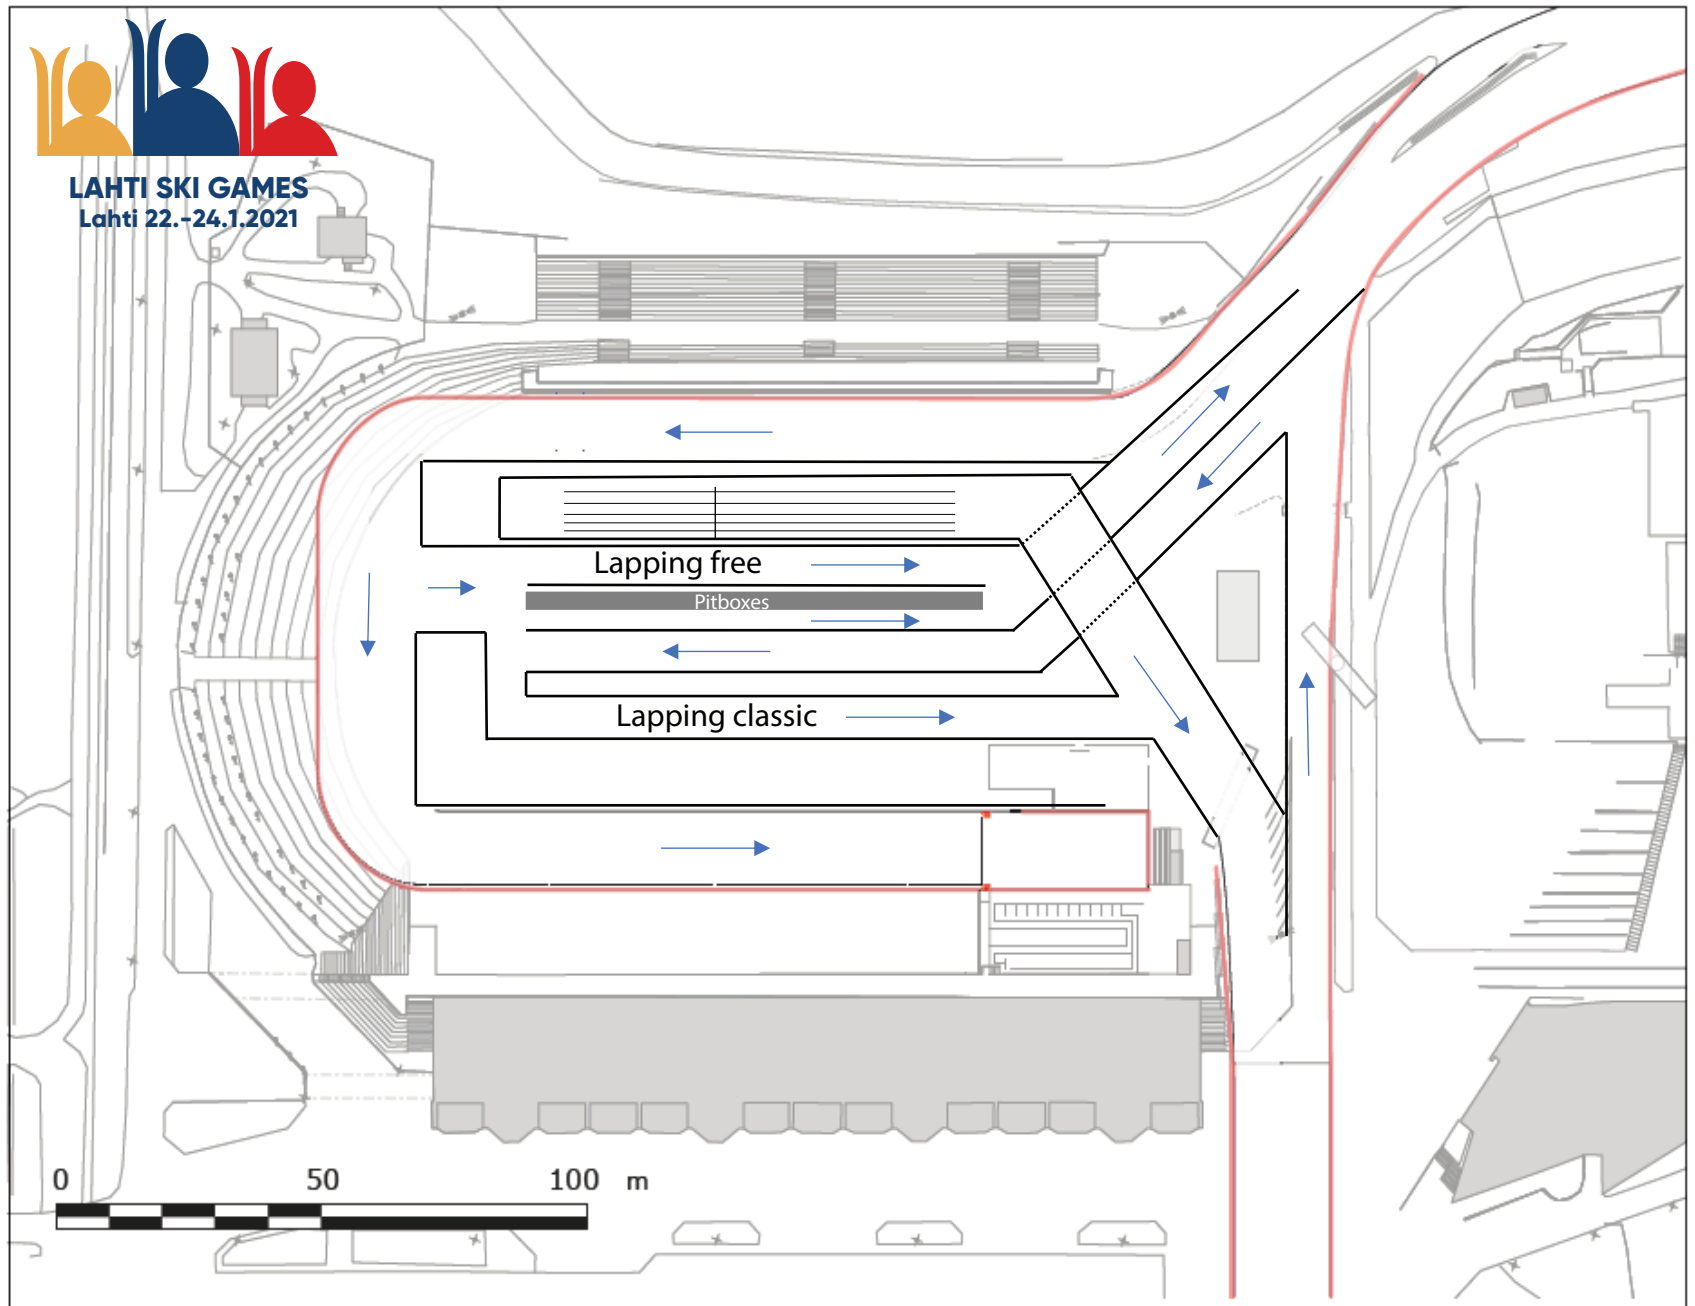 LAHTI SKI GAMES
Lahti 22.-24.1.2021
Lapping free
Pitboxes
Lapping classic
0 50 100 m